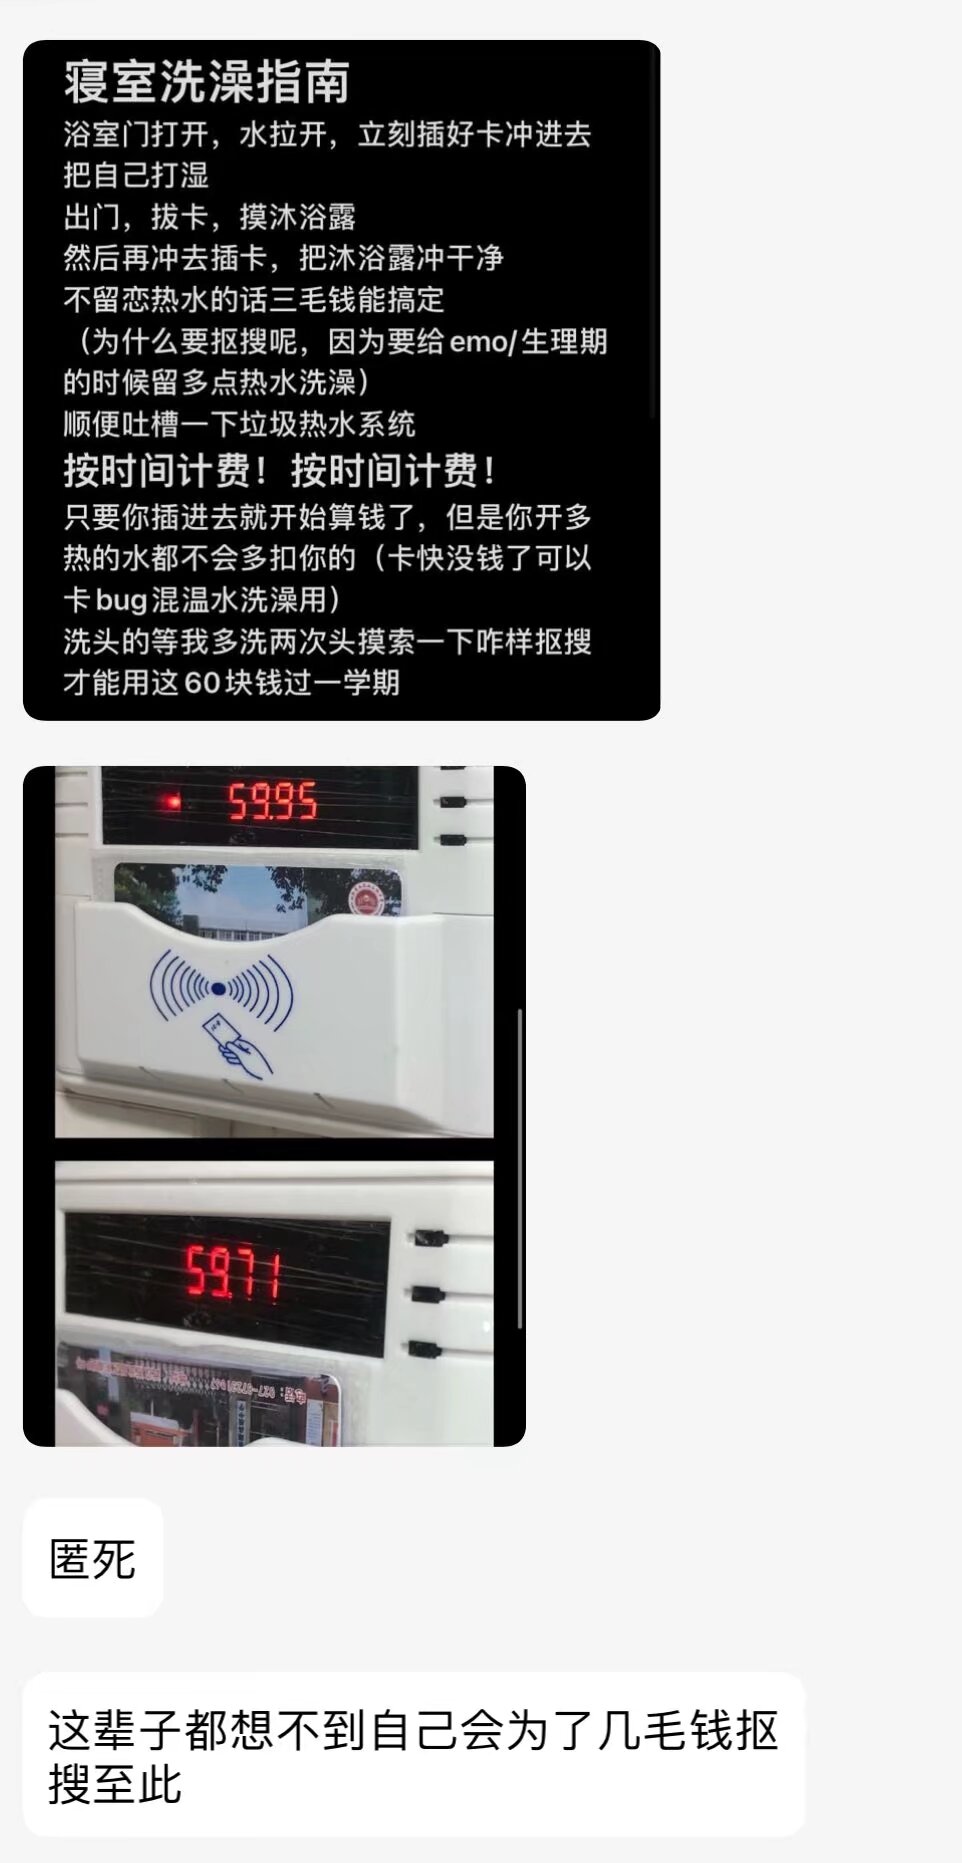 寝室洗澡指南
浴室门打开，水拉开，立刻插好卡冲进去
把自己打湿
出门，拔卡，摸沐浴露
然后再冲去插卡，把沐浴露冲干净
不留恋热水的话三毛钱能搞定
（为什么要抠搜呢，因为要给emo/生理期
的时候留多点热水洗澡）
顺便吐槽一下垃圾热水系统
按时间计费！按时间计费！
只要你插进去就开始算钱了，但是你开多
热的水都不会多扣你的（卡快没钱了可以
卡bug混温水洗澡用）
洗头的等我多洗两次头摸索一下咋样抠搜
才能用这60块钱过一学期
59.95
59.71
匿死
这辈子都想不到自己会为了几毛钱抠
搜至此